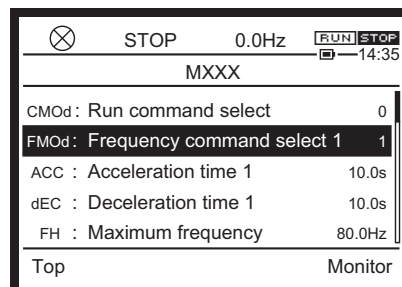 STOP 0.0Hz RUN STOP
14:35
MXXX
CMOd : Run command select 0
FMOd : Frequency command select 1 1
ACC : Acceleration time 1 10.0s
dEC : Deceleration time 1 10.0s
FH : Maximum frequency 80.0Hz
Top Monitor